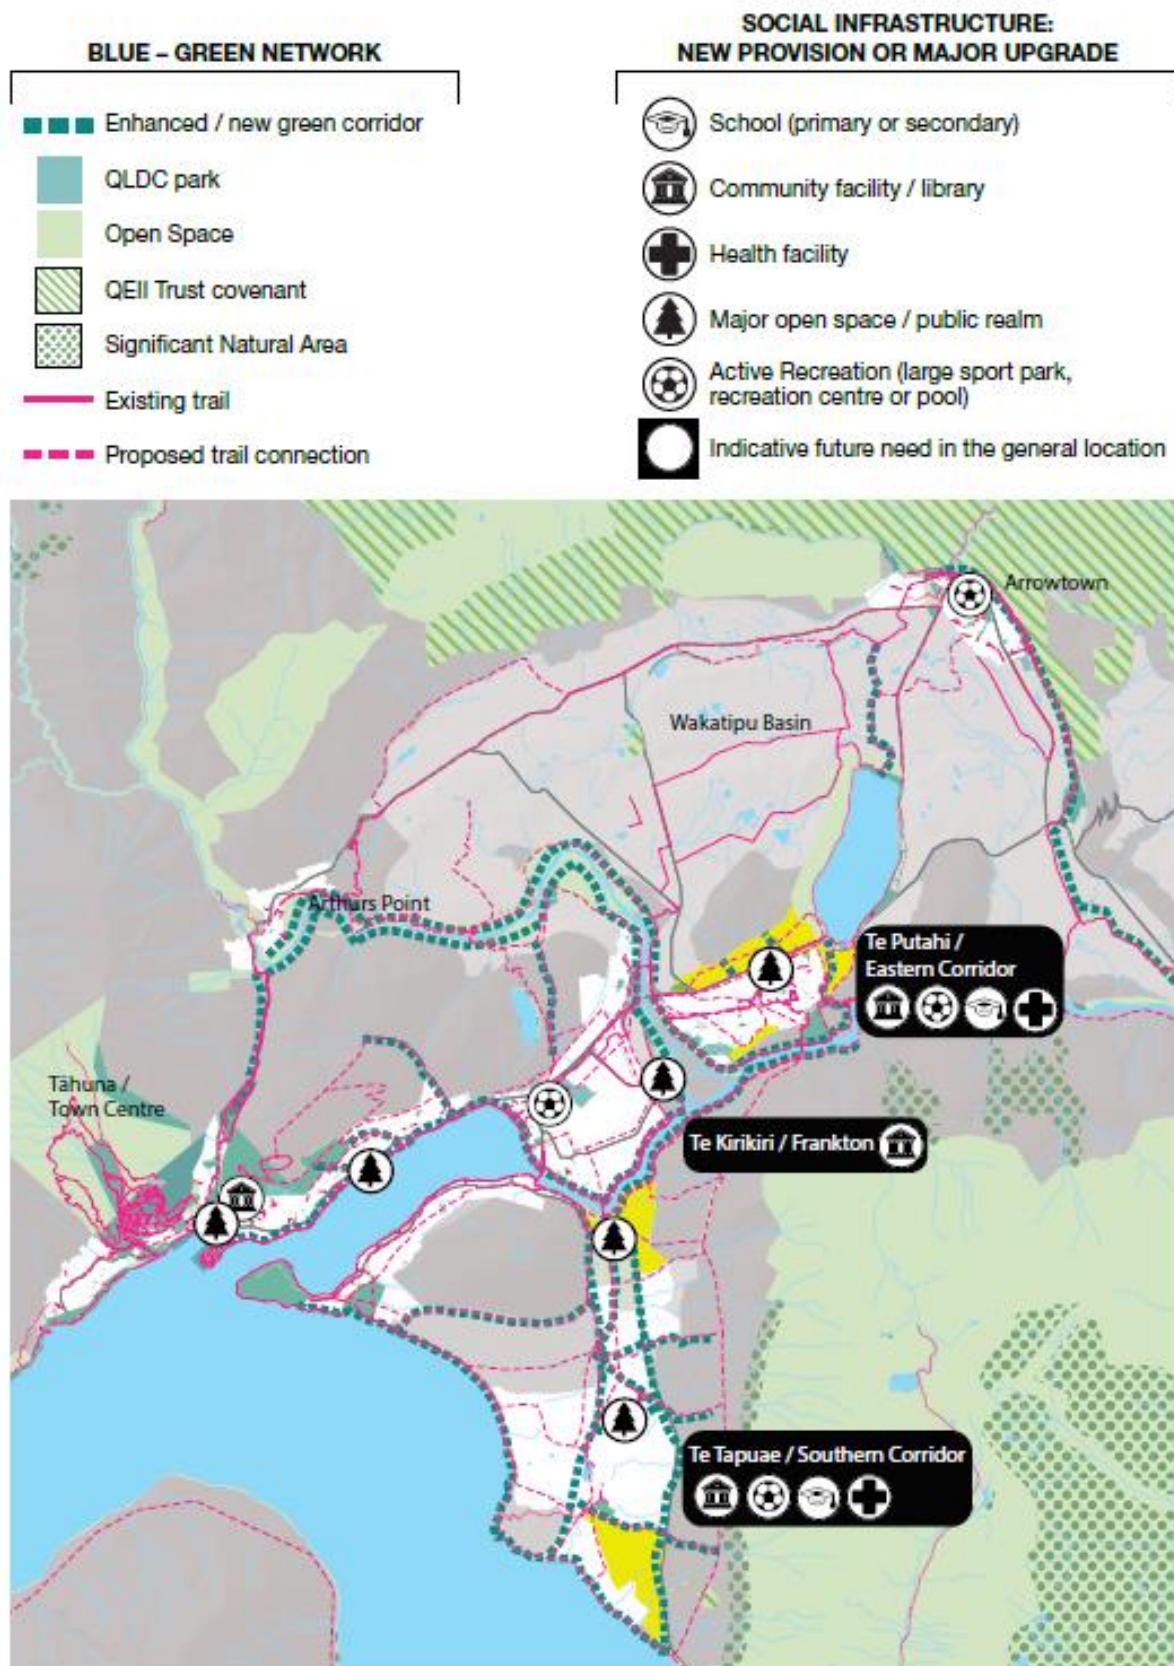 BLUE – GREEN NETWORK
Enhanced / new green corridor
QLDC park
Open Space
QEII Trust covenant
Significant Natural Area
Existing trail
Proposed trail connection
SOCIAL INFRASTRUCTURE:
NEW PROVISION OR MAJOR UPGRADE
School (primary or secondary)
Community facility / library
Health facility
Major open space / public realm
Active Recreation (large sport park,
recreation centre or pool)
Indicative future need in the general location
Arrowtown
Wakatipu Basin
Arthurs Point
Te Putahi /
Eastern Corridor
Tāhuna /
Town Centre
Te Kirikiri / Frankton
Te Tapuae / Southern Corridor